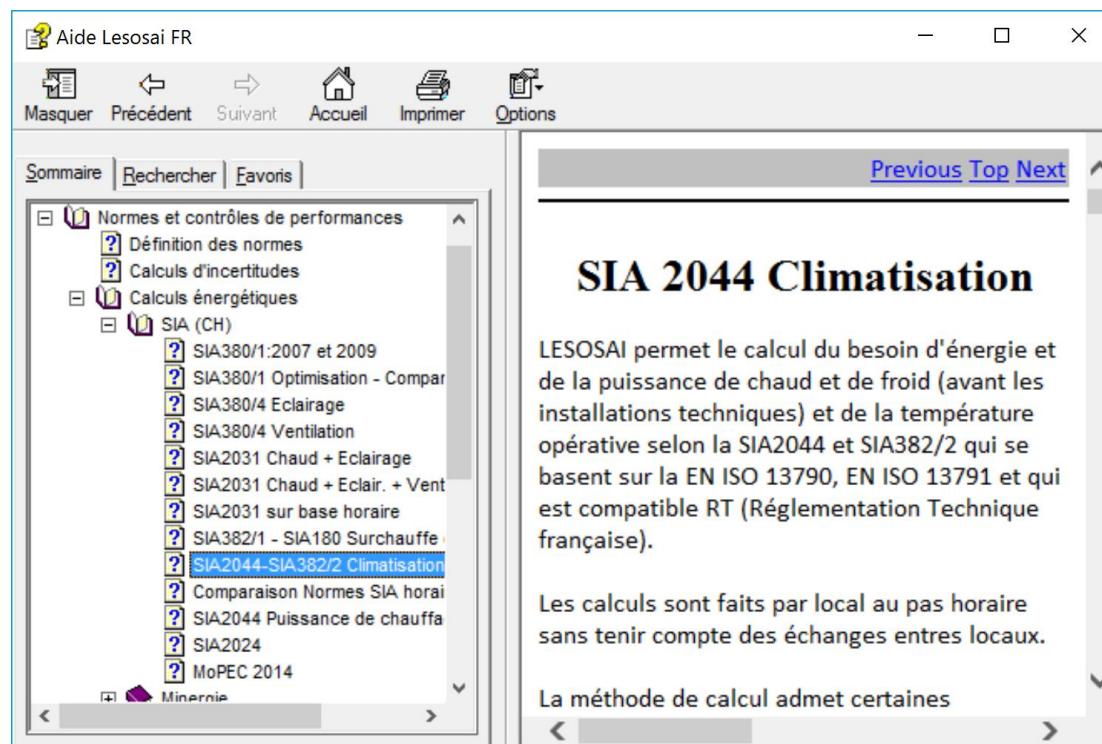 Aide Lesosai FR
Masquer Précédent Suivant Accueil Imprimer Options
Sommaire Rechercher Favoris
Normes et contrôles de performances
Définition des normes
Calculs d'incertitudes
Calculs énergétiques
SIA (CH)
SIA380/1:2007 et 2009
SIA380/1 Optimisation - Compar
SIA380/4 Eclairage
SIA380/4 Ventilation
SIA2031 Chaud + Eclairage
SIA2031 Chaud + Eclair. + Vent
SIA2031 sur base horaire
SIA382/1 - SIA180 Surchauffe
SIA2044-SIA382/2 Climatisation
Comparaison Normes SIA horai
SIA2044 Puissance de chauffa
SIA2024
MoPEC 2014
Minergie
Previous Top Next
SIA 2044 Climatisation
LESOSAI permet le calcul du besoin d'énergie et
de la puissance de chaud et de froid (avant les
installations techniques) et de la température
opérative selon la SIA2044 et SIA382/2 qui se
basent sur la EN ISO 13790, EN ISO 13791 et qui
est compatible RT (Réglementation Technique
française).
Les calculs sont faits par local au pas horaire
sans tenir compte des échanges entres locaux.
La méthode de calcul admet certaines